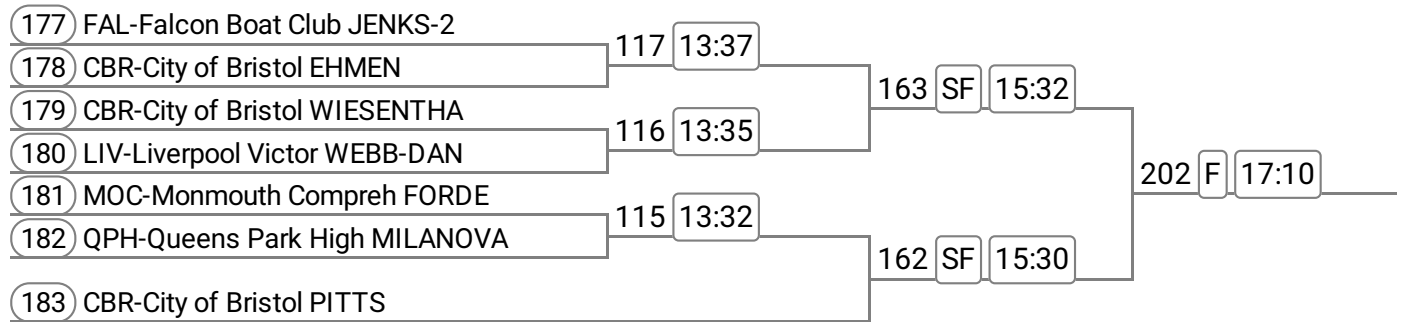 177 FAL-Falcon Boat Club JENKS-2
117 13:37
178 CBR-City of Bristol EHMEN
163 SF 15:32
179 CBR-City of Bristol WIESENTHA
116 13:35
180 LIV-Liverpool Victor WEBB-DAN
202 F 17:10
181 MOC-Monmouth Compreh FORDE
115 13:32
182 QPH-Queens Park High MILANOVA
162 SF 15:30
183 CBR-City of Bristol PITTS